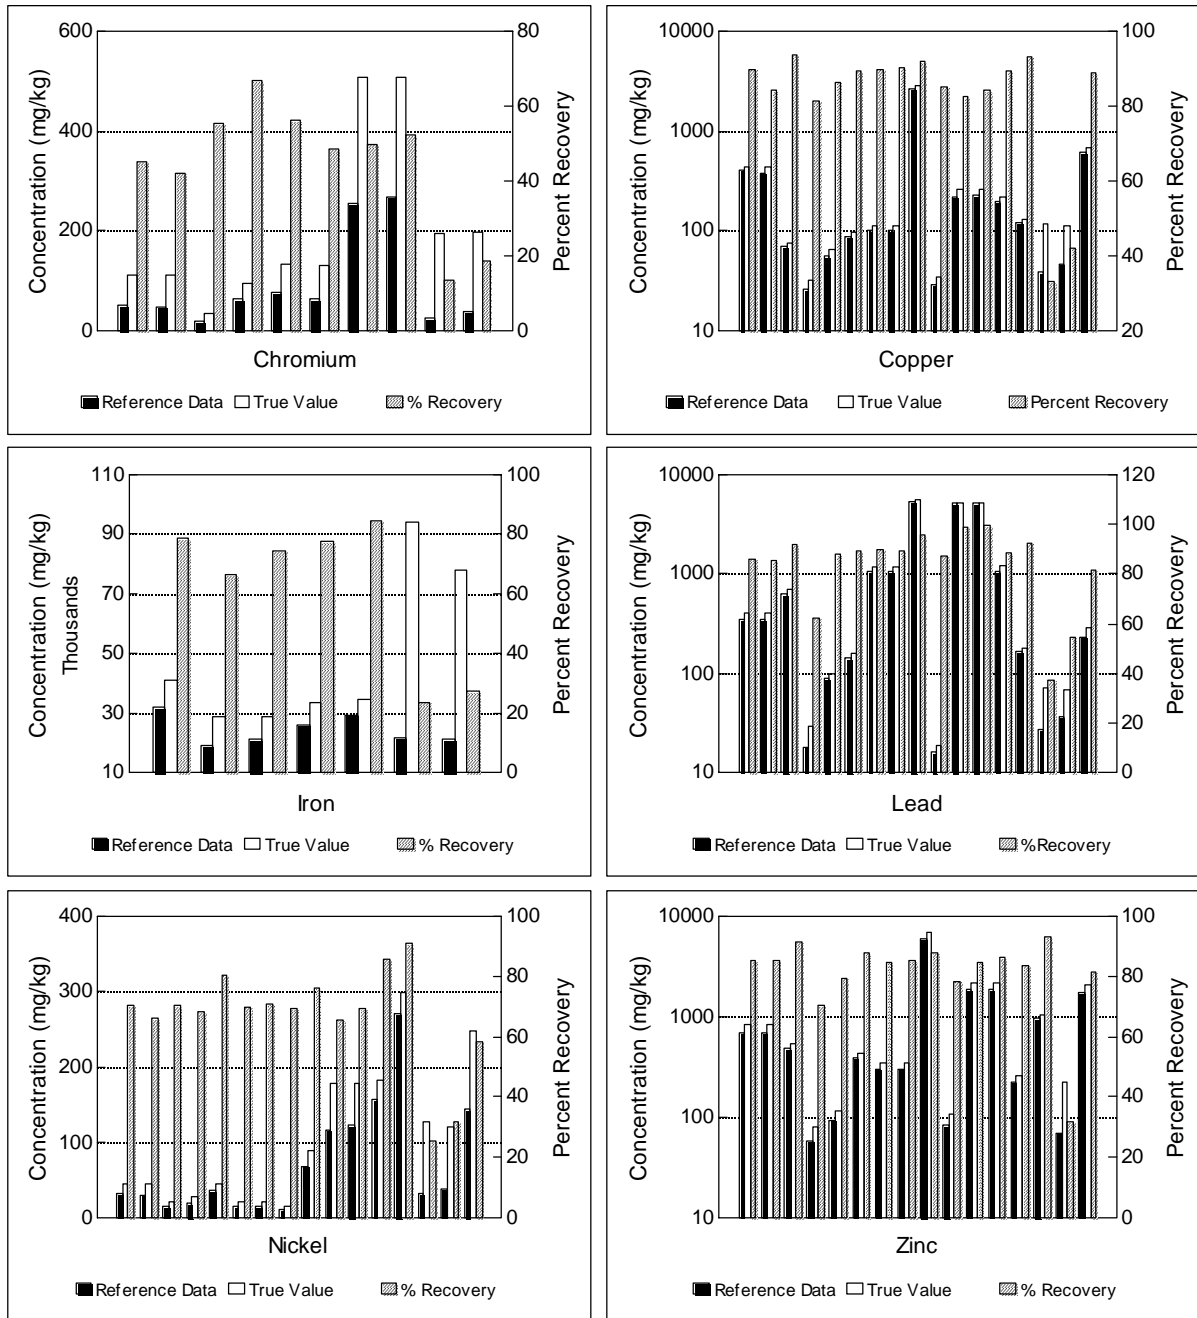 600
400
200
0
80
60
40
20
0
Concentration (mg/kg)
Percent Recovery
Chromium
Reference Data True Value % Recovery
10000
1000
100
10
100
80
60
40
20
Concentration (mg/kg)
Percent Recovery
Copper
Reference Data True Value Percent Recovery
110
90
70
50
30
10
100
80
60
40
20
0
Concentration (mg/kg)
Thousands
Percent Recovery
Iron
Reference Data True Value % Recovery
10000
1000
100
10
120
100
80
60
40
20
0
Concentration (mg/kg)
Percent Recovery
Lead
Reference Data True Value %Recovery
400
300
200
100
0
100
80
60
40
20
0
Concentration (mg/kg)
Percent Recovery
Nickel
Reference Data True Value % Recovery
10000
1000
100
10
100
80
60
40
20
0
Concentration (mg/kg)
Percent Recovery
Zinc
Reference Data True Value % Recovery